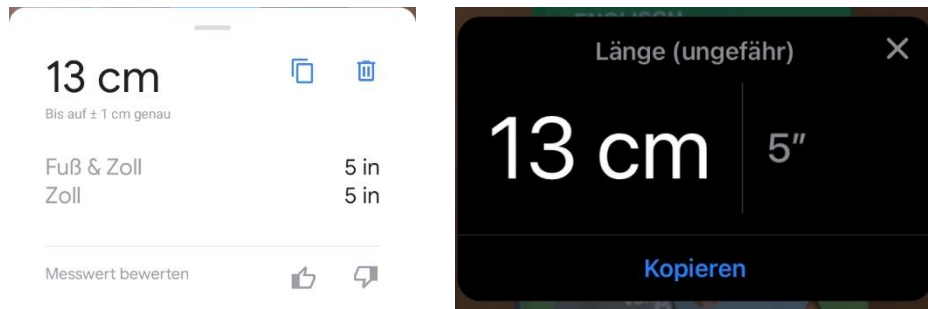 13 cm
Bis auf ± 1 cm genau
Fuß & Zoll 5 in
Zoll 5 in
Messwert bewerten
ENGLISCH
Länge (ungefähr)
13 cm 5″
Kopieren